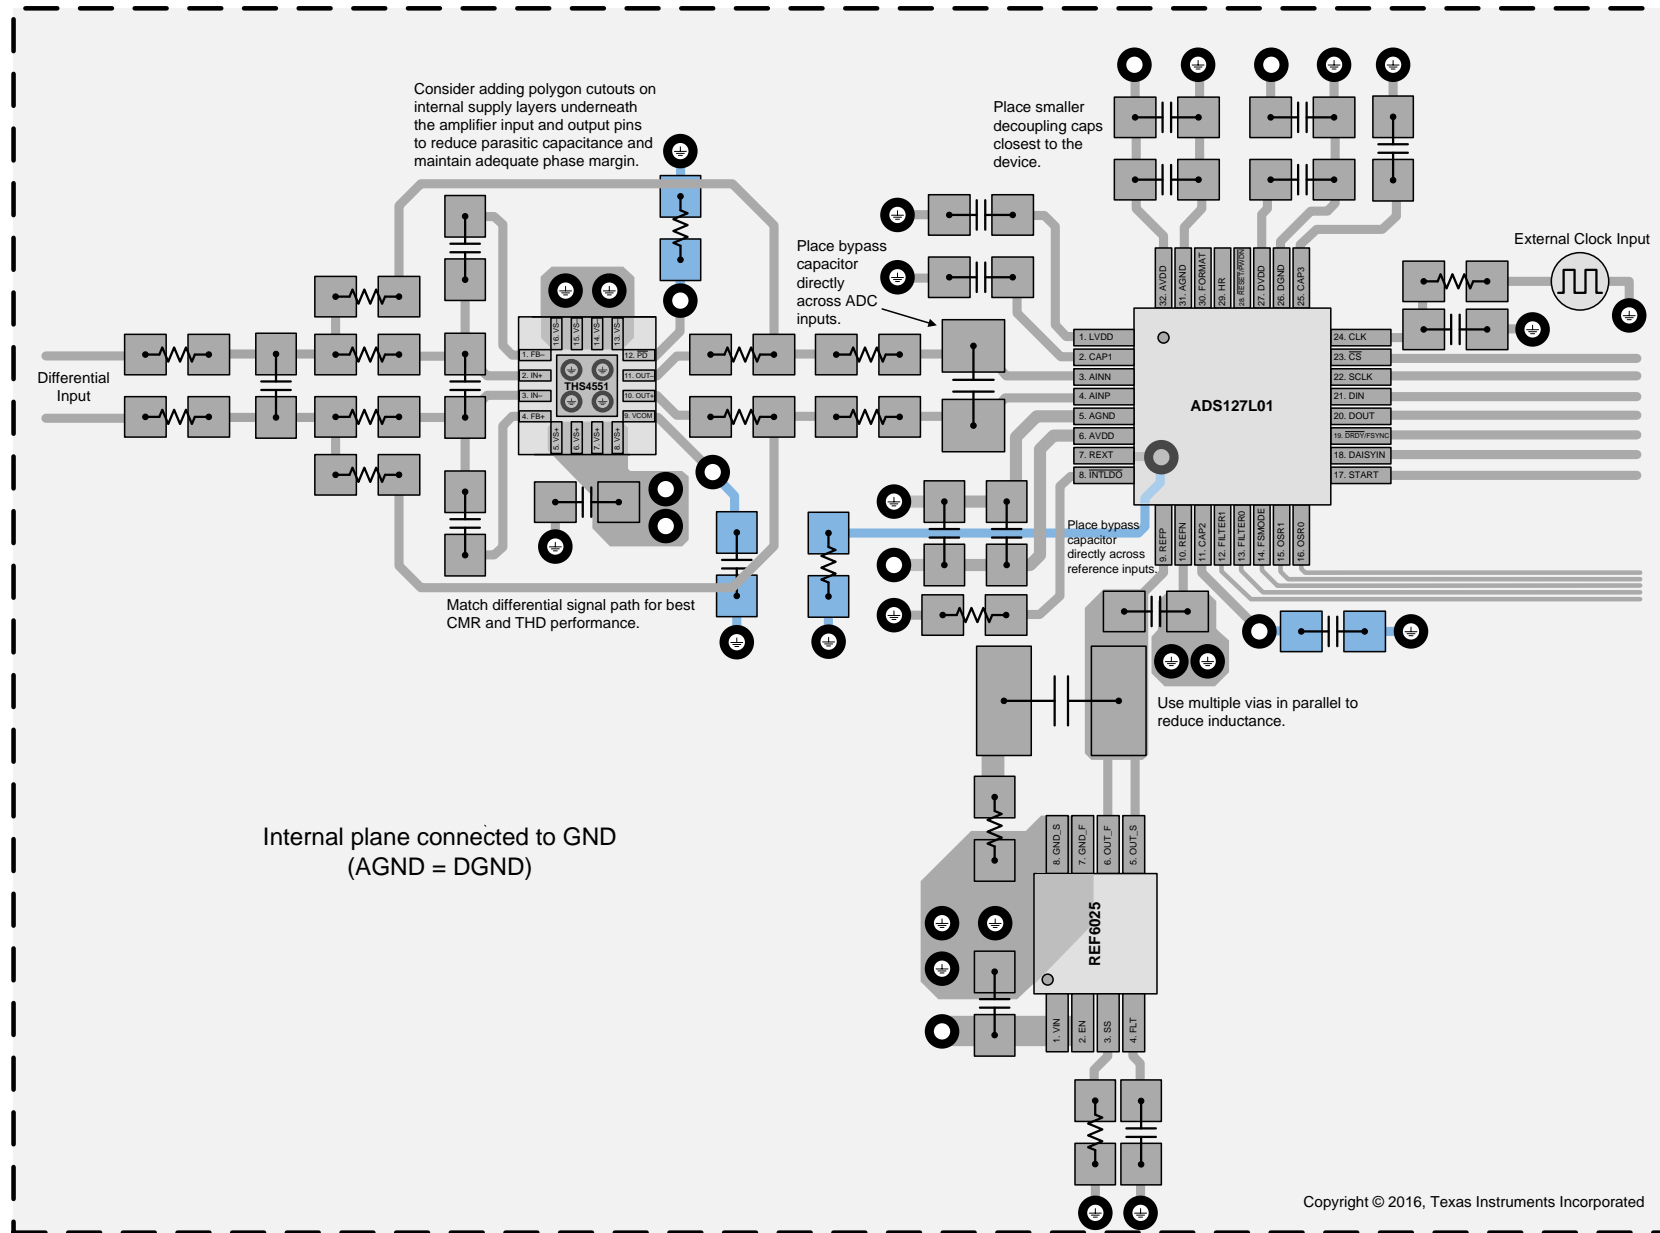 Consider adding polygon cutouts on
internal supply layers underneath
the amplifier input and output pins
to reduce parasitic capacitance and
maintain adequate phase margin.
Place smaller
decoupling caps
closest to the
device.
Place bypass
capacitor
directly
across ADC
inputs.
External Clock Input
Differential
Input
16. VS-
15. VS-
14. VS-
13. VS-
1. FB-
2. IN+
3. IN-
4. FB+
THS4551
12. PD
11. OUT-
10. OUT+
9. VCOM
5. VS+
6. VS+
7. VS+
8. VS+
32. AVDD
31. AGND
30. FORMAT
29. HR
28. RESET/PWDN
27. DVDD
26. DGND
25. CAP3
1. LVDD
2. CAP1
3. AINN
4. AINP
5. AGND
6. AVDD
7. REXT
8. INTLDO
ADS127L01
24. CLK
23. CS
22. SCLK
21. DIN
20. DOUT
19. DRDY/FSYNC
18. DAISYIN
17. START
9. REFP
10. REFN
11. CAP2
12. FILTER1
13. FILTER0
14. FSMODE
15. OSR1
16. OSR0
Place bypass
capacitor
directly across
reference inputs.
Match differential signal path for best
CMR and THD performance.
Use multiple vias in parallel to
reduce inductance.
Internal plane connected to GND
(AGND = DGND)
8. GND_S
7. GND_F
6. OUT_F
5. OUT_S
REF6025
1. VIN
2. EN
3. SS
4. FLT
Copyright © 2016, Texas Instruments Incorporated